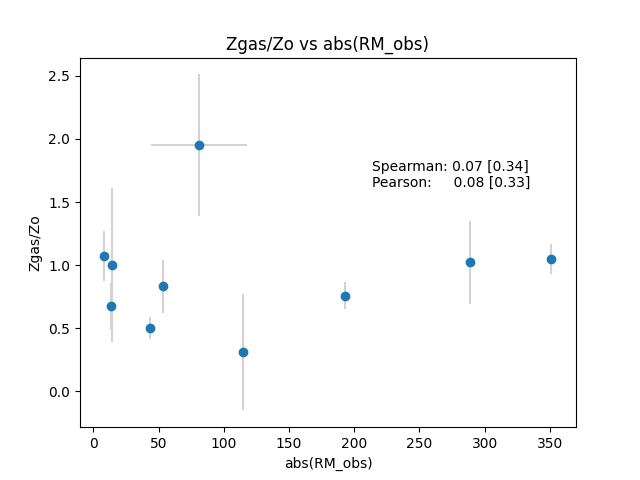 Zgas/Zo vs abs(RM_obs)
2.5
2.0
Spearman: 0.07 [0.34]
Pearson: 0.08 [0.33]
1.5
Zgas/Zo
1.0
0.5
0.0
0 50 100 150 200 250 300 350
abs(RM_obs)